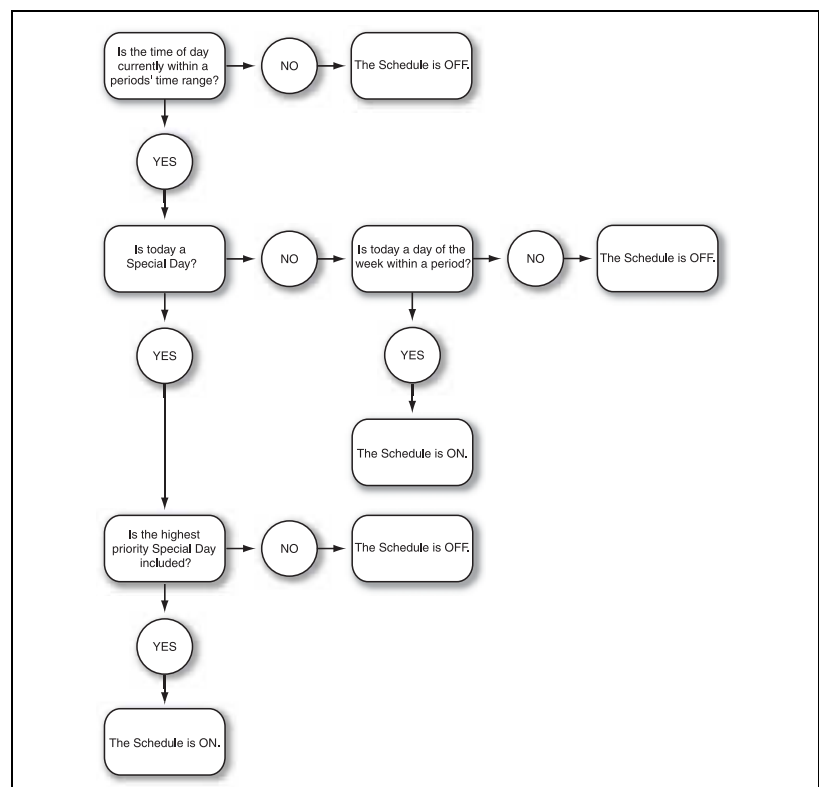 Is the time of day
currently within a
periods' time range?
NO
The Schedule is OFF.
YES
Is today a
Special Day?
NO
Is today a day of the
week within a period?
NO
The Schedule is OFF.
YES
YES
The Schedule is ON.
Is the highest
priority Special Day
included?
NO
The Schedule is OFF.
YES
The Schedule is ON.